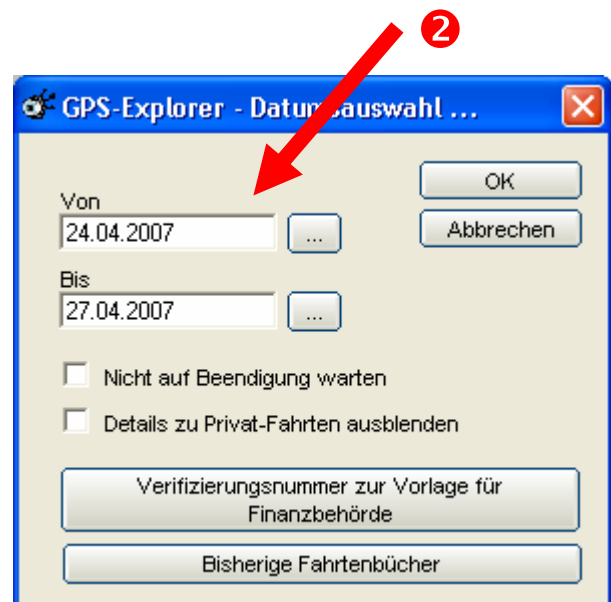 ❷
GPS-Explorer - Datumsauswahl ...
Von
OK
24.04.2007
...
Abbrechen
Bis
27.04.2007
...
Nicht auf Beendigung warten
Details zu Privat-Fahrten ausblenden
Verifizierungsnummer zur Vorlage für
Finanzbehörde
Bisherige Fahrtenbücher